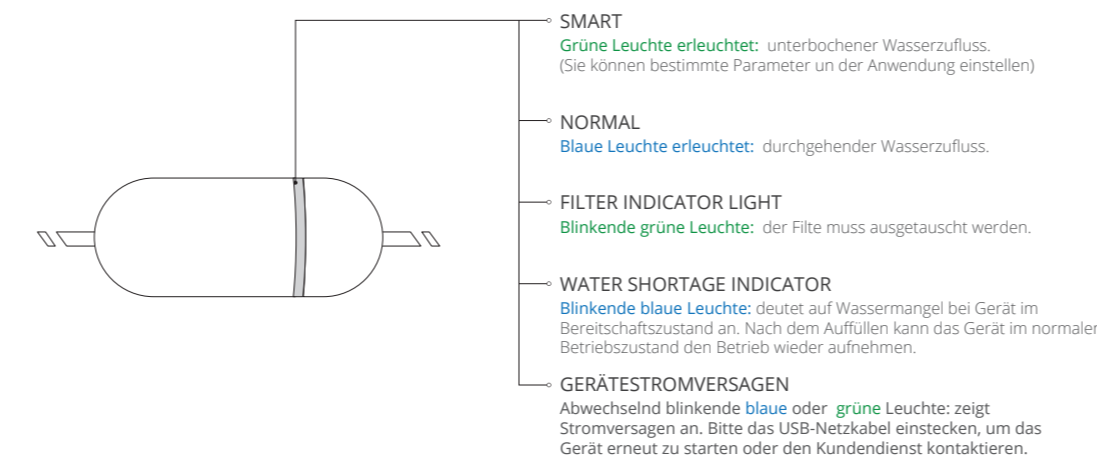 SMART
Grüne Leuchte erleuchtet: unterbochener Wasserzufluss.
(Sie können bestimmte Parameter un der Anwendung einstellen)
NORMAL
Blaue Leuchte erleuchtet: durchgehender Wasserzufluss.
FILTER INDICATOR LIGHT
Blinkende grüne Leuchte: der Filte muss ausgetauscht werden.
WATER SHORTAGE INDICATOR
Blinkende blaue Leuchte: deutet auf Wassermangel bei Gerät im
Bereitschaftszustand an. Nach dem Auffüllen kann das Gerät im normaler
Betriebszustand den Betrieb wieder aufnehmen.
GERÄTESTROMVERSAGEN
Abwechselnd blinkende blaue oder grüne Leuchte: zeigt
Stromversagen an. Bitte das USB-Netzkabel einstecken, um das
Gerät erneut zu starten oder den Kundendienst kontaktieren.